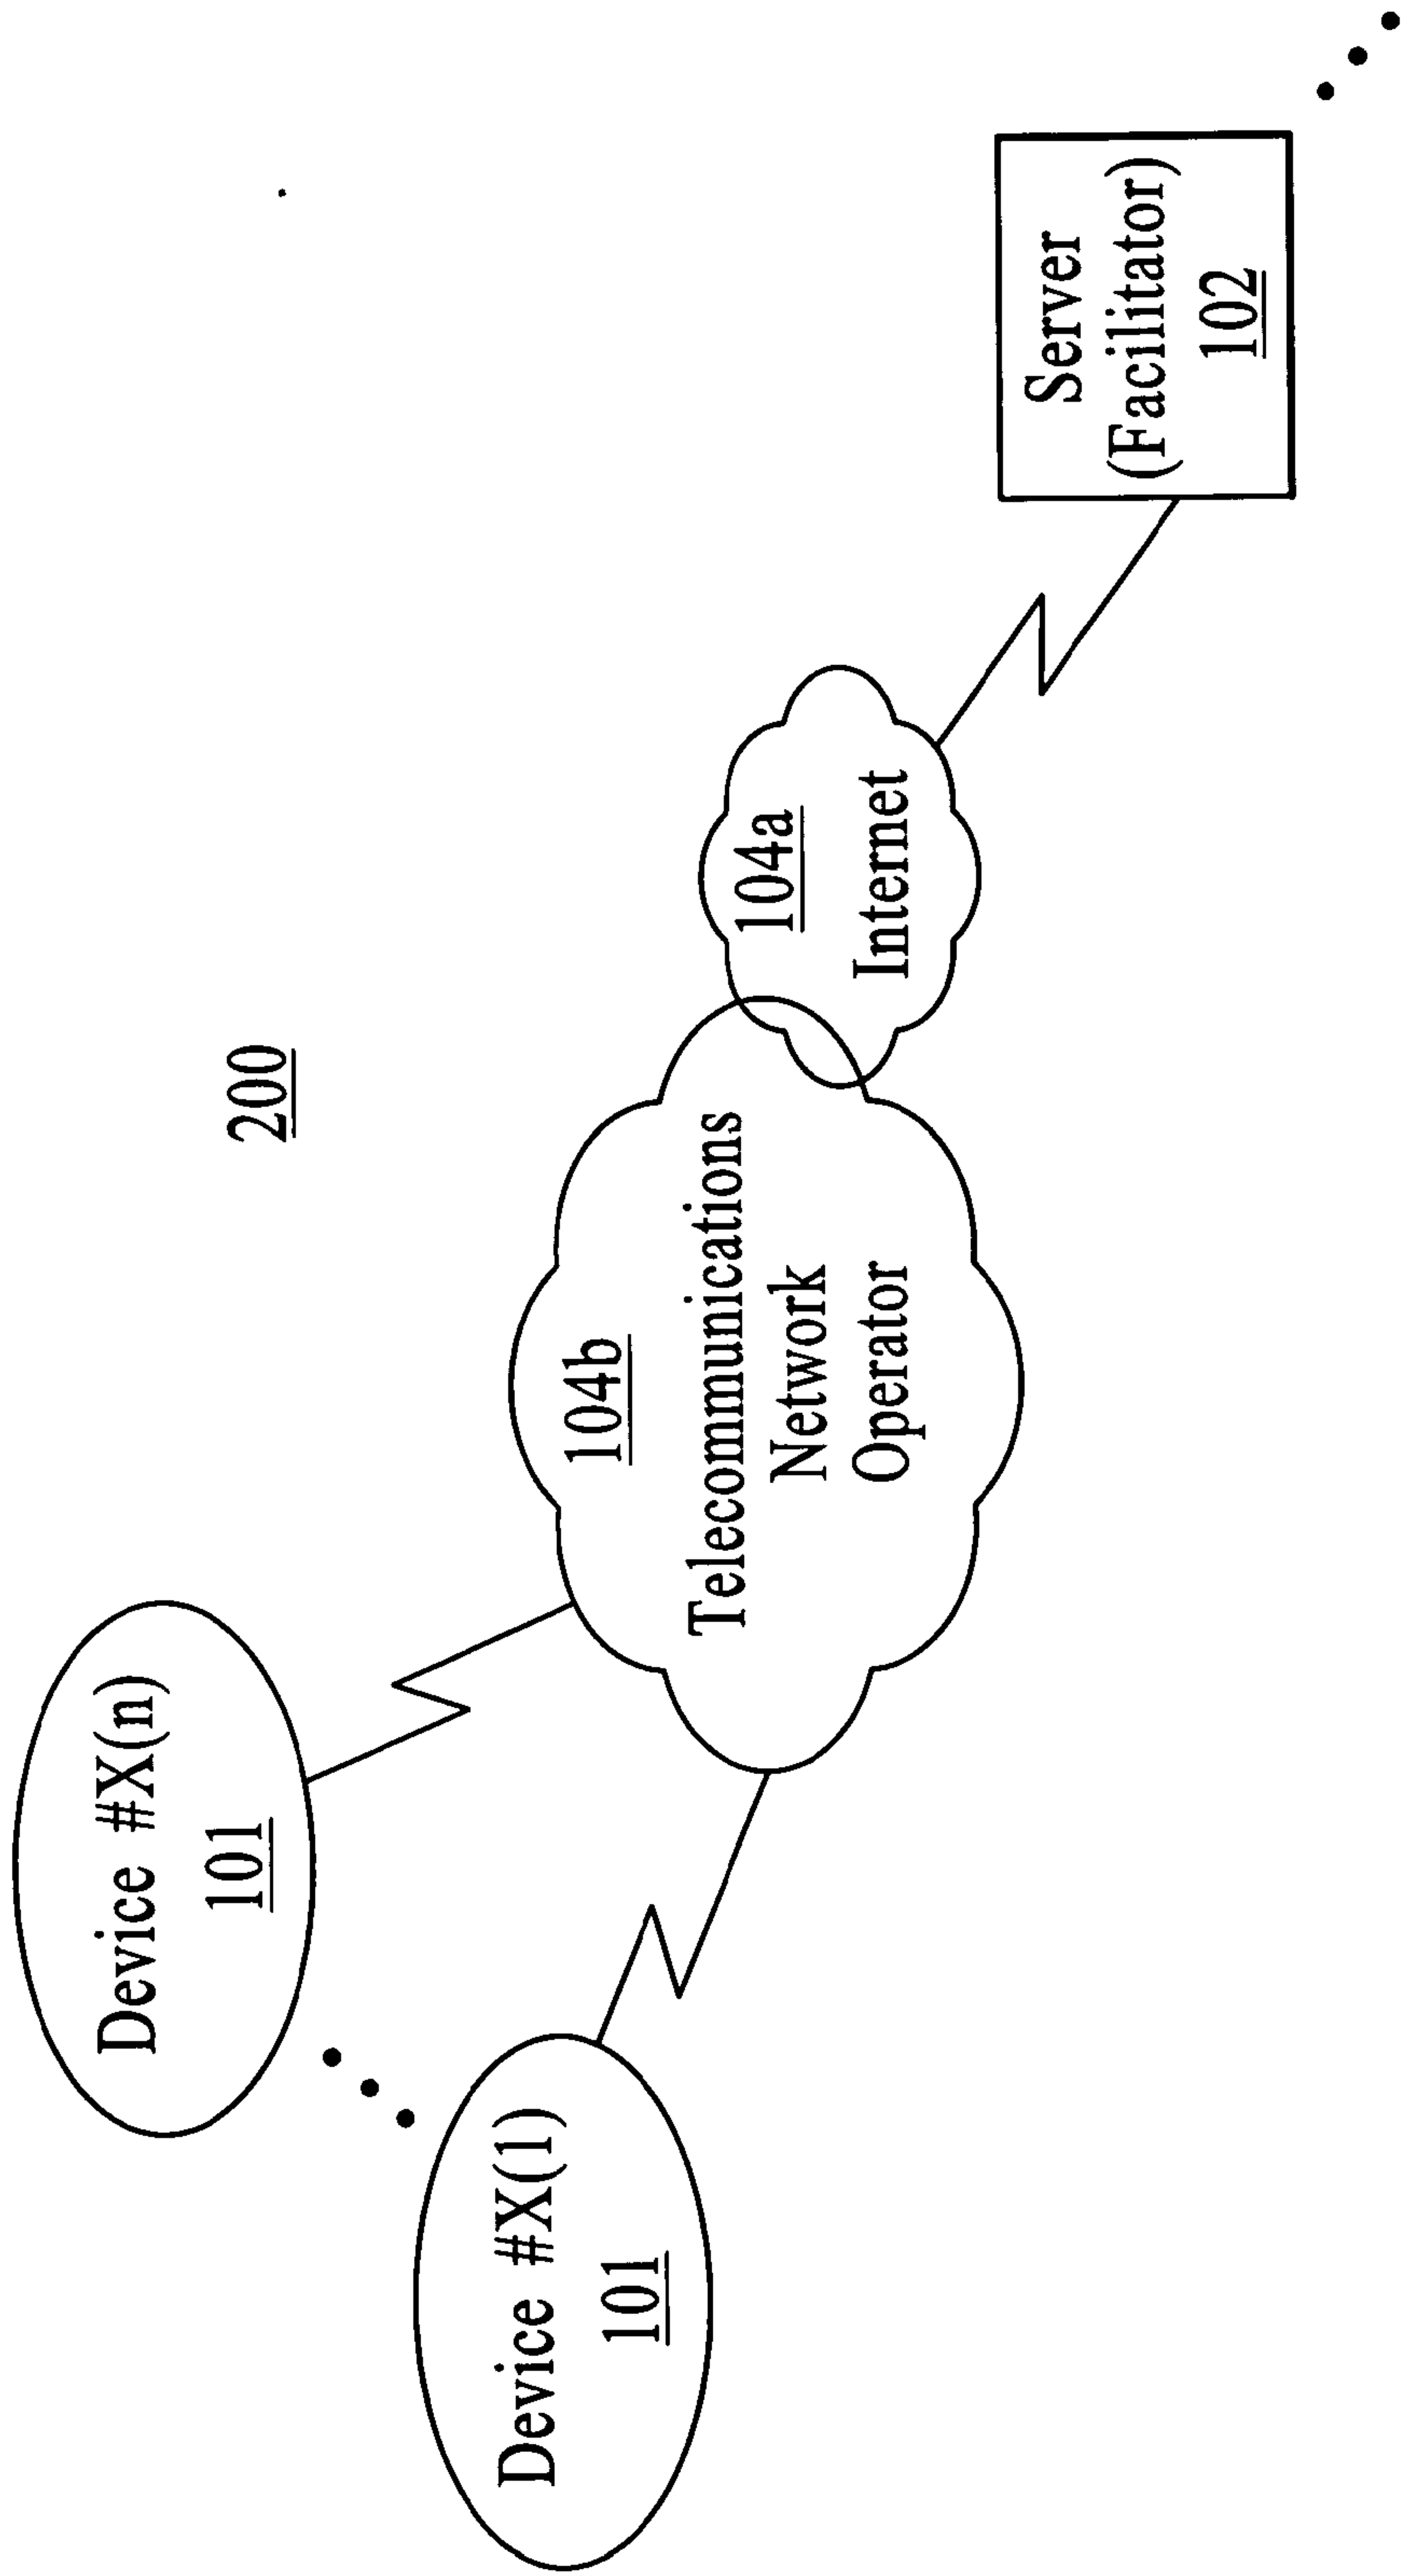 200
Device #X(n)
101
Device #X(1)
101
104b
Telecommunications
Network
Operator
104a
Internet
Server
(Facilitator)
102